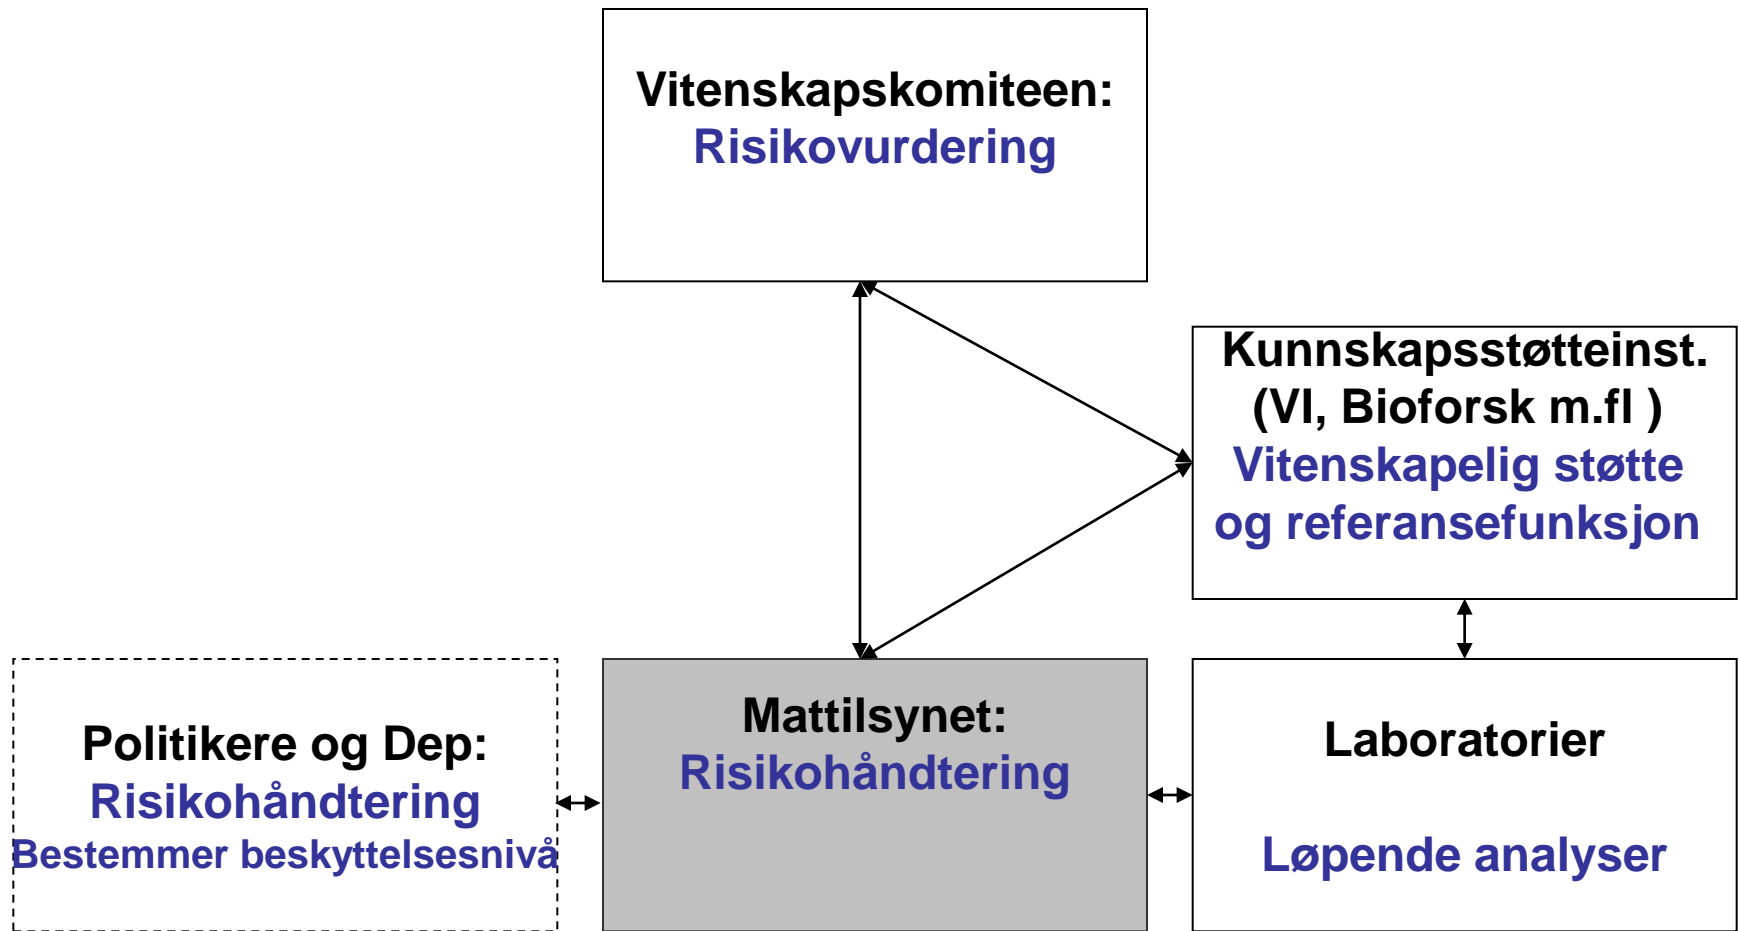 Vitenskapskomiteen:
Risikovurdering
Kunnskapsstøtteinst.
(VI, Bioforsk m.fl )
Vitenskapelig støtte
og referansefunksjon
Politikere og Dep:
Risikohåndtering
Bestemmer beskyttelsesnivå
Mattilsynet:
Risikohåndtering
Laboratorier
Løpende analyser